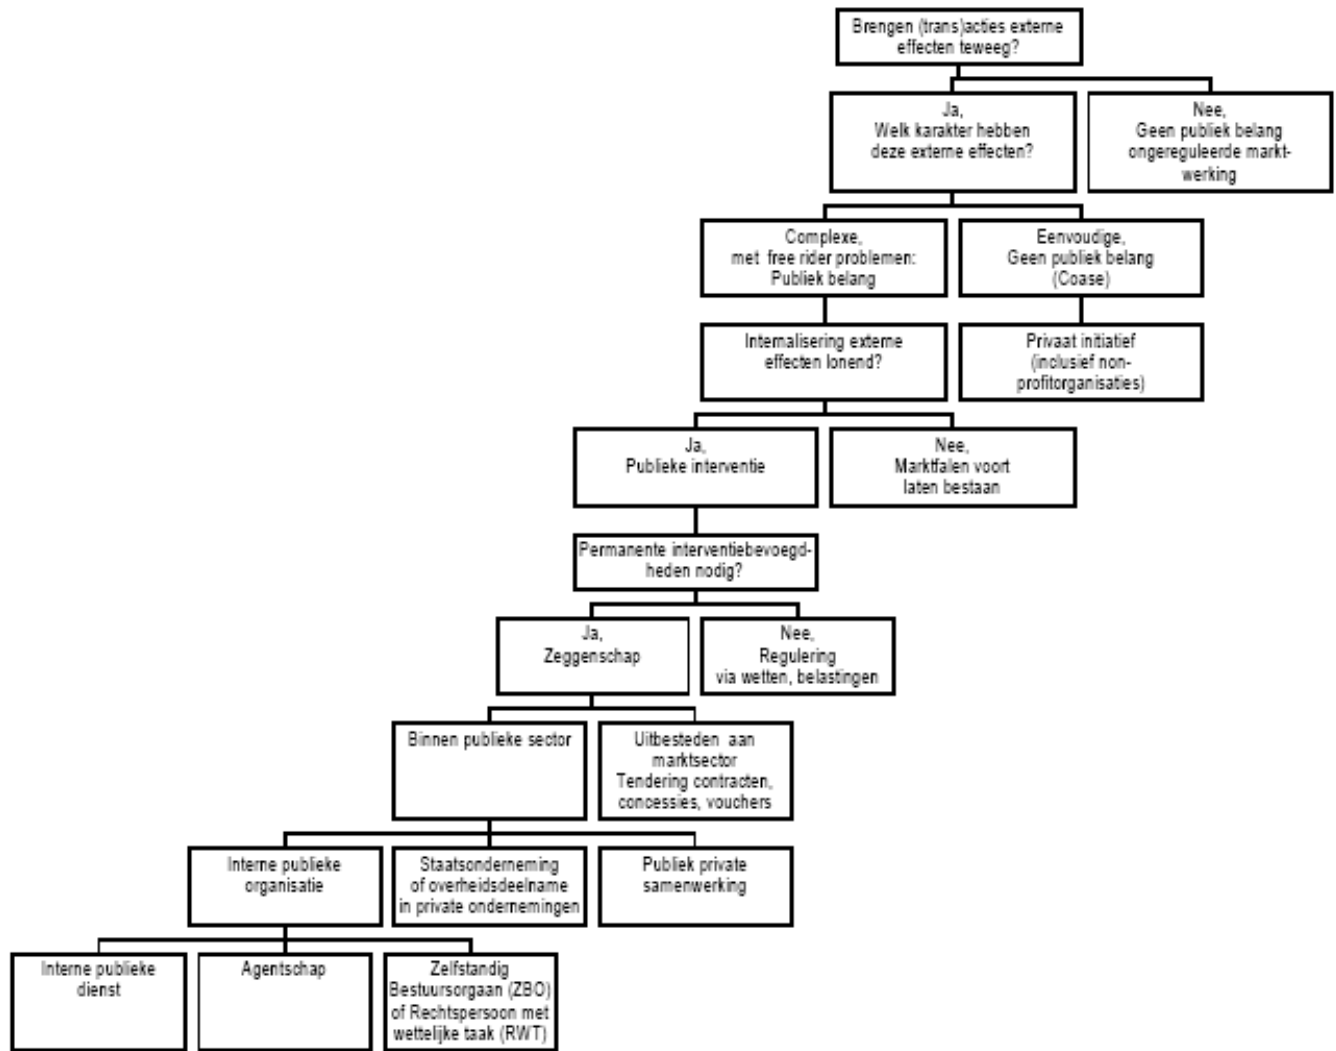 Brengen (trans)acties externe
effecten teweeg?
Ja,
Welk karakter hebben
deze externe effecten?
Nee,
Geen publiek belang
ongereguleerde markt-
werking
Complexe,
met free rider problemen:
Publiek belang
Eenvoudige,
Geen publiek belang
(Coase)
Internalisering externe
effecten lonend?
Privaat initiatief
(inclusief non-
profitorganisaties)
Ja,
Publieke interventie
Nee,
Marktfalen voort
laten bestaan
Permanente interventiebevoegd-
heden nodig?
Ja,
Zeggenschap
Nee,
Regulering
via wetten, belastingen
Binnen publieke sector
Uitbesteden aan
marktsector
Tendering contracten,
concessies, vouchers
Interne publieke
organisatie
Staatsonderneming
of overheidsdeelname
in private ondernemingen
Publiek private
samenwerking
Interne publieke
dienst
Agentschap
Zelfstandig
Bestuursorgaan (ZBO)
of Rechtspersoon met
wettelijke taak (RWT)